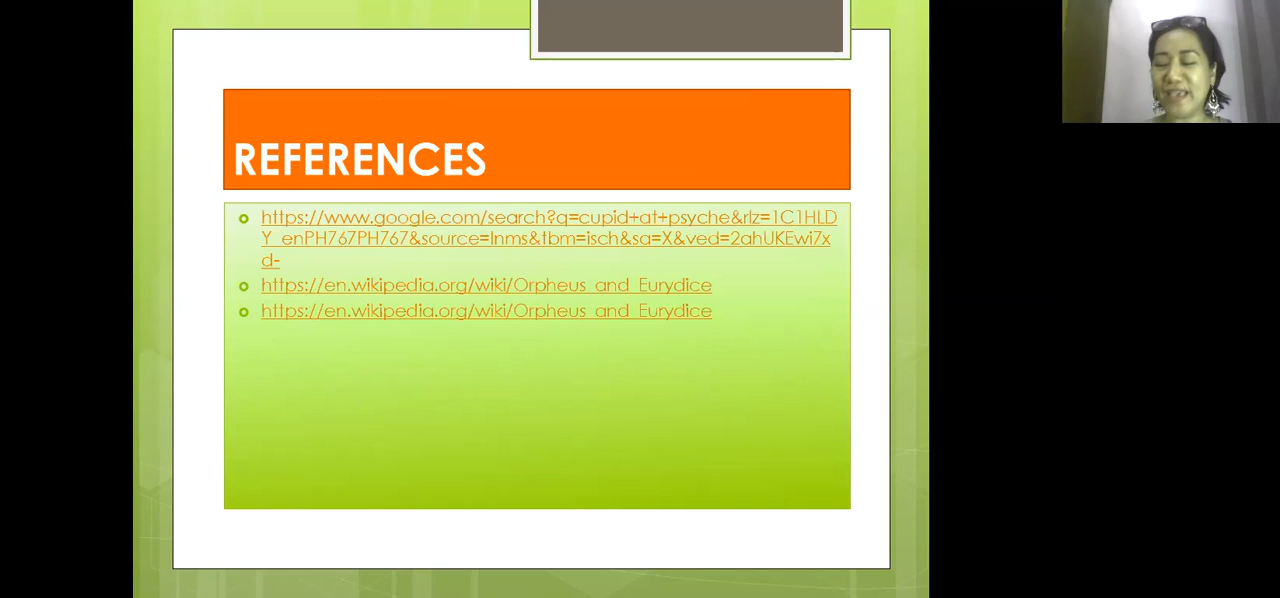 REFERENCES
https://www.google.com/search?q=cupid+at+psyche&rlz=1C1HLD
Y_enPH767PH767&source=lnms&tbm=isch&sa=X&ved=2ahUKEwi7x
d-
https://en.wikipedia.org/wiki/Orpheus_and_Eurydice
https://en.wikipedia.org/wiki/Orpheus_and_Eurydice